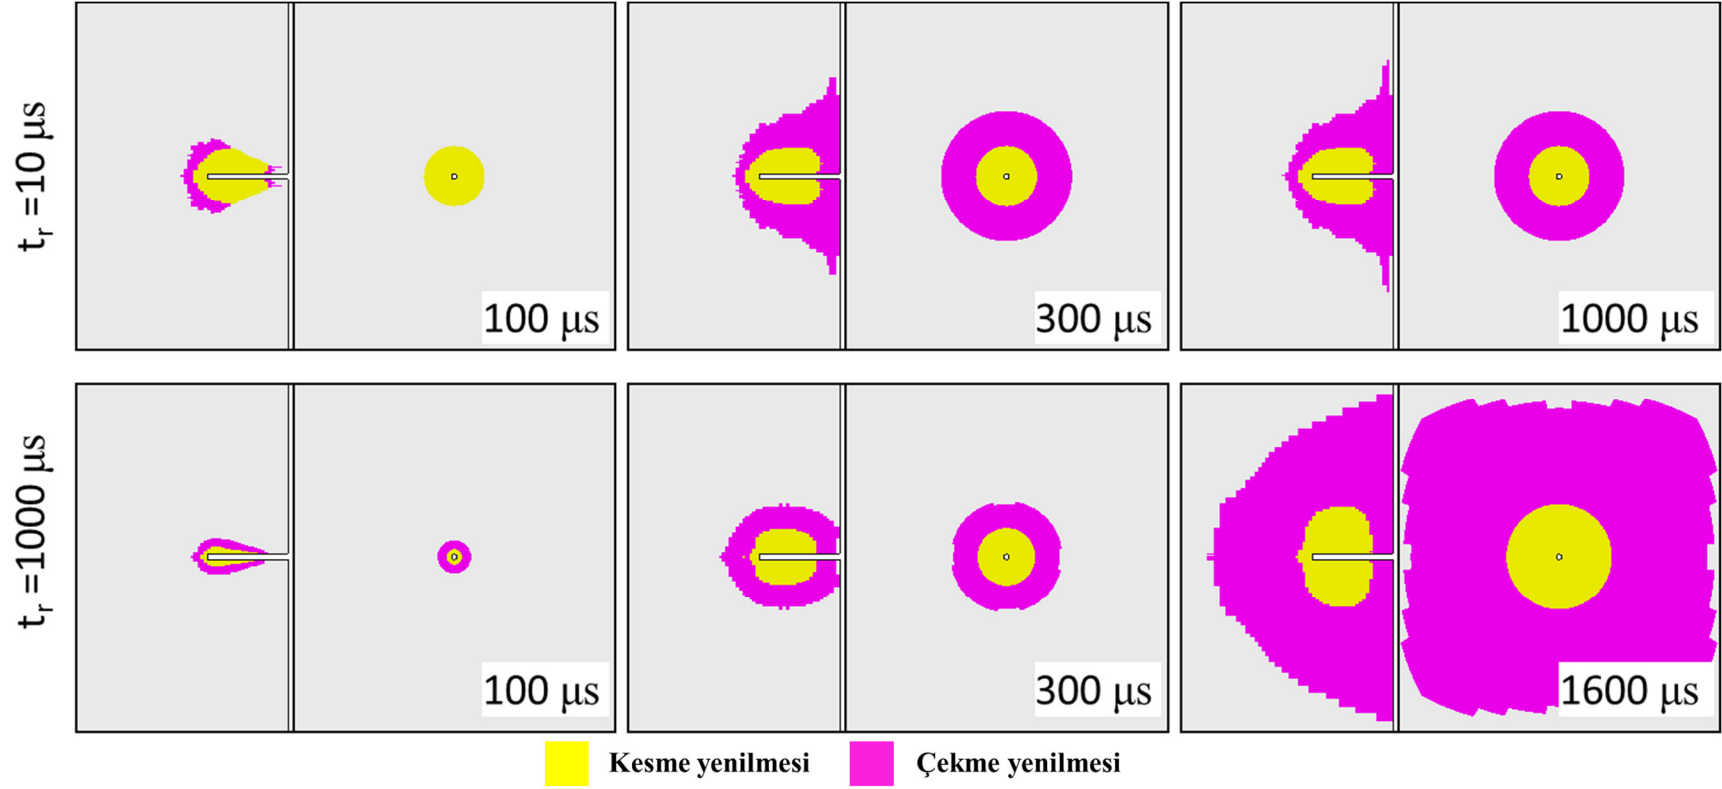 t_r =10 μs
100 μs
300 μs
1000 μs
t_r =1000 μs
100 μs
300 μs
1600 μs
Kesme yenilmesi
Çekme yenilmesi